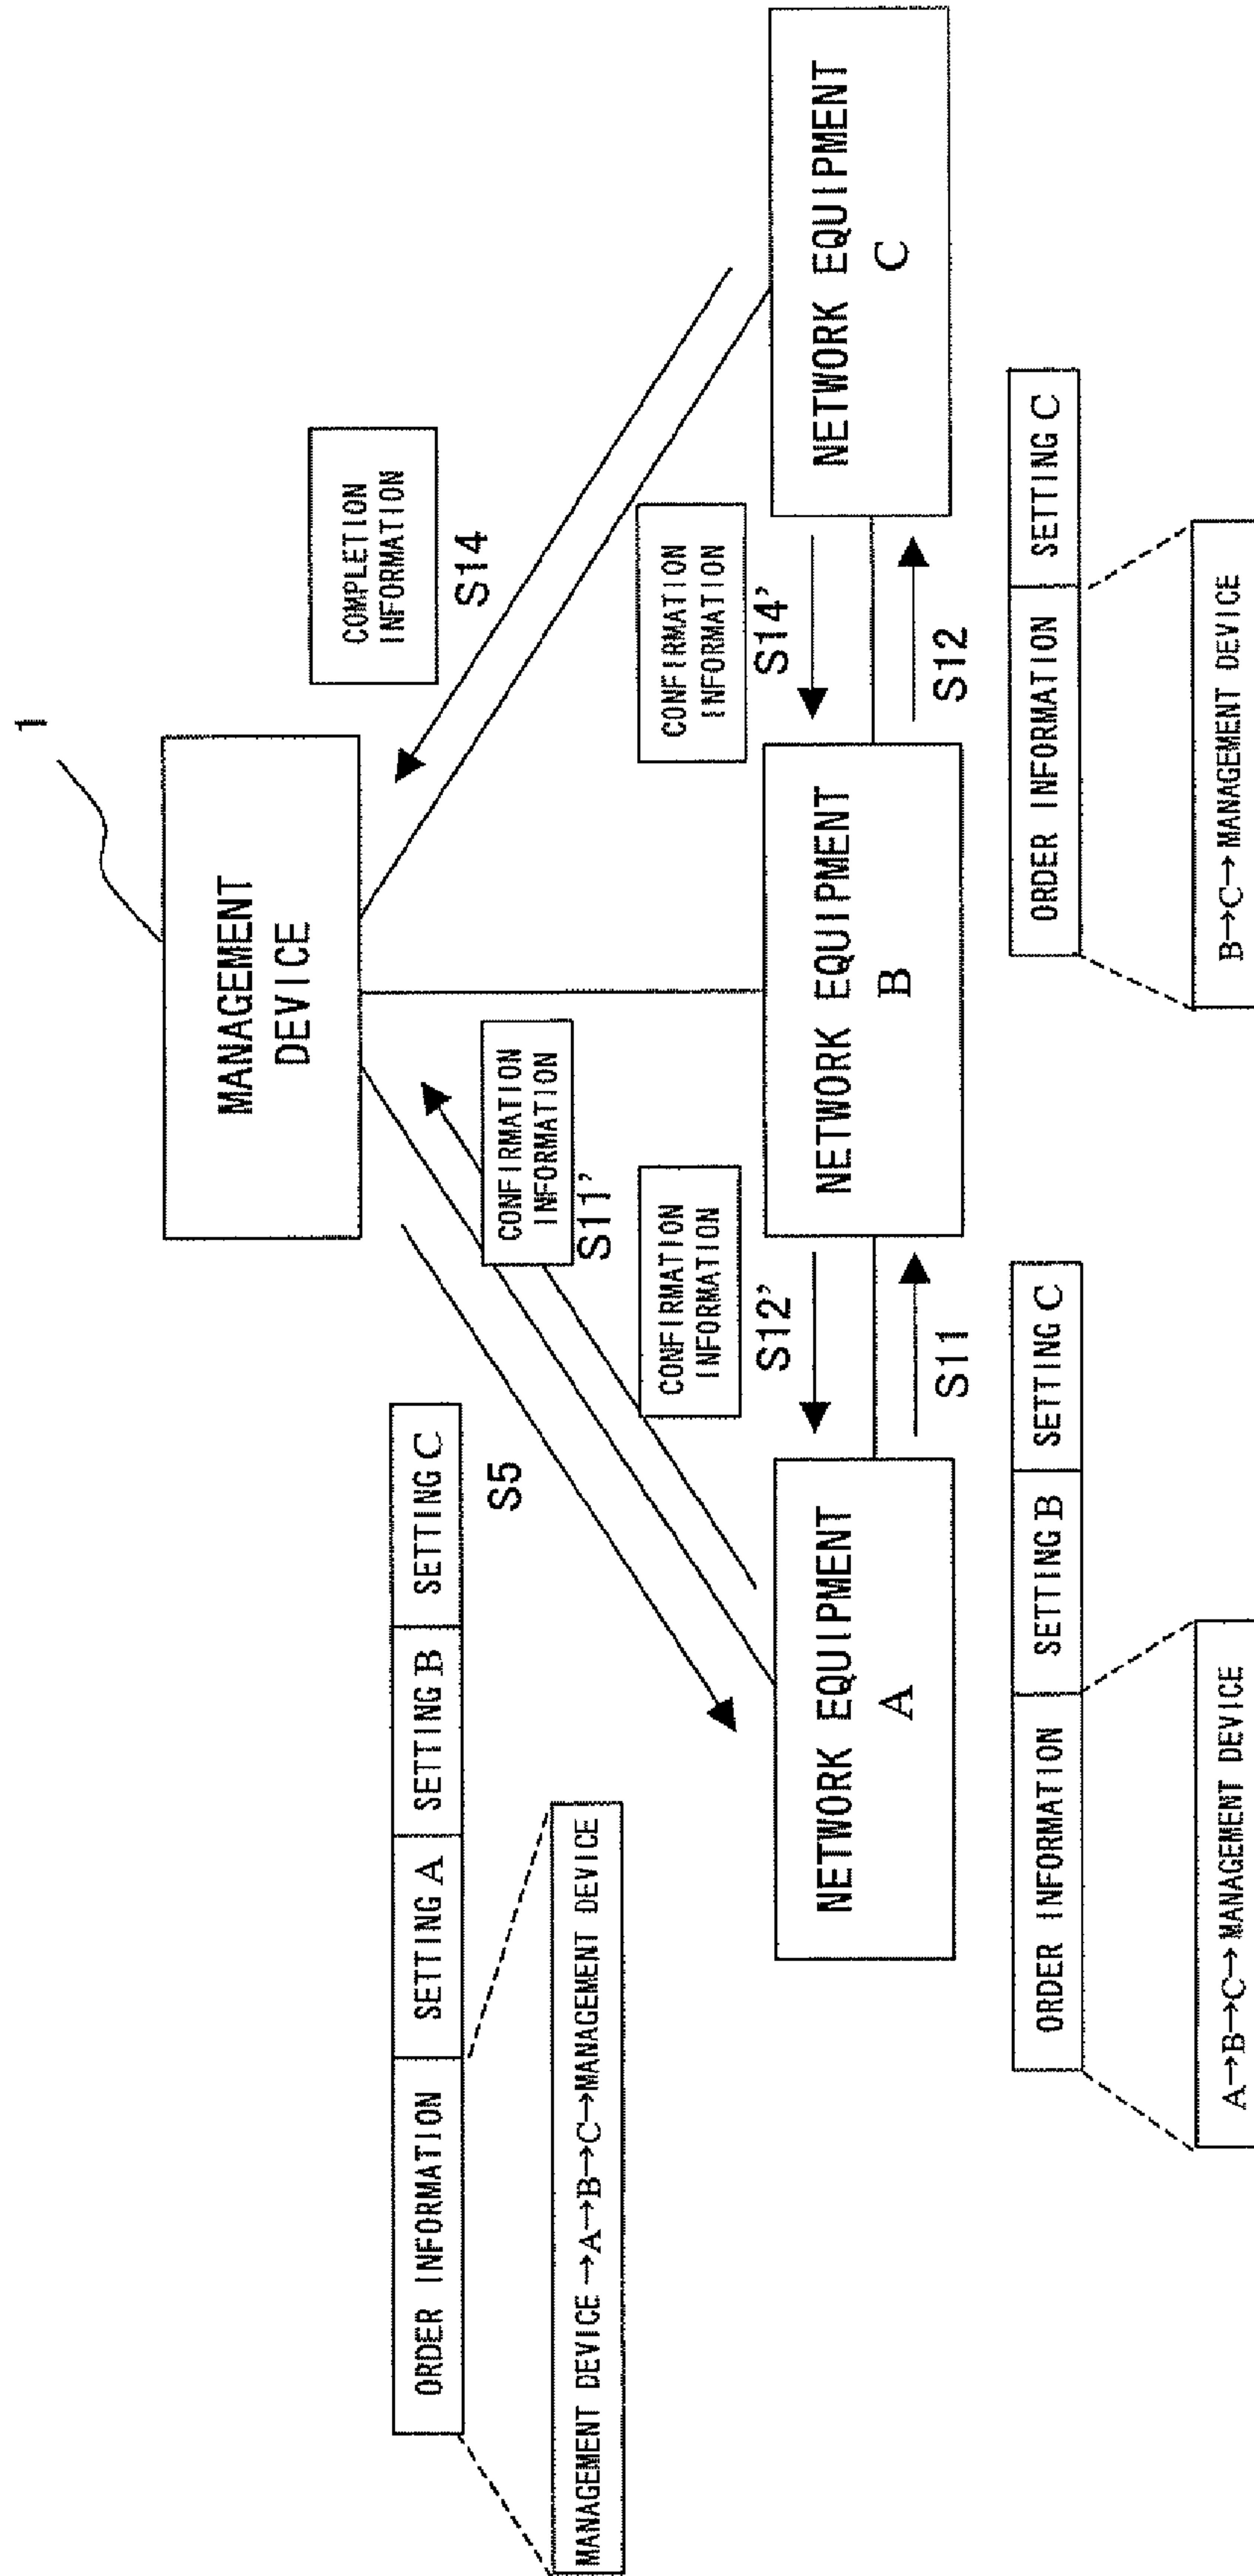 1
MANAGEMENT
DEVICE
ORDER INFORMATION SETTING A SETTING B SETTING C
MANAGEMENT DEVICE →A→B→C→MANAGEMENT DEVICE
S5
CONFIRMATION
INFORMATION
S11'
COMPLETION
INFORMATION
S14
CONFIRMATION
INFORMATION
S12'
CONFIRMATION
INFORMATION
S14'
NETWORK EQUIPMENT
A
NETWORK EQUIPMENT
B
NETWORK EQUIPMENT
C
S11
S12
ORDER INFORMATION SETTING B SETTING C
A→B→C→MANAGEMENT DEVICE
ORDER INFORMATION SETTING C
B→C→MANAGEMENT DEVICE